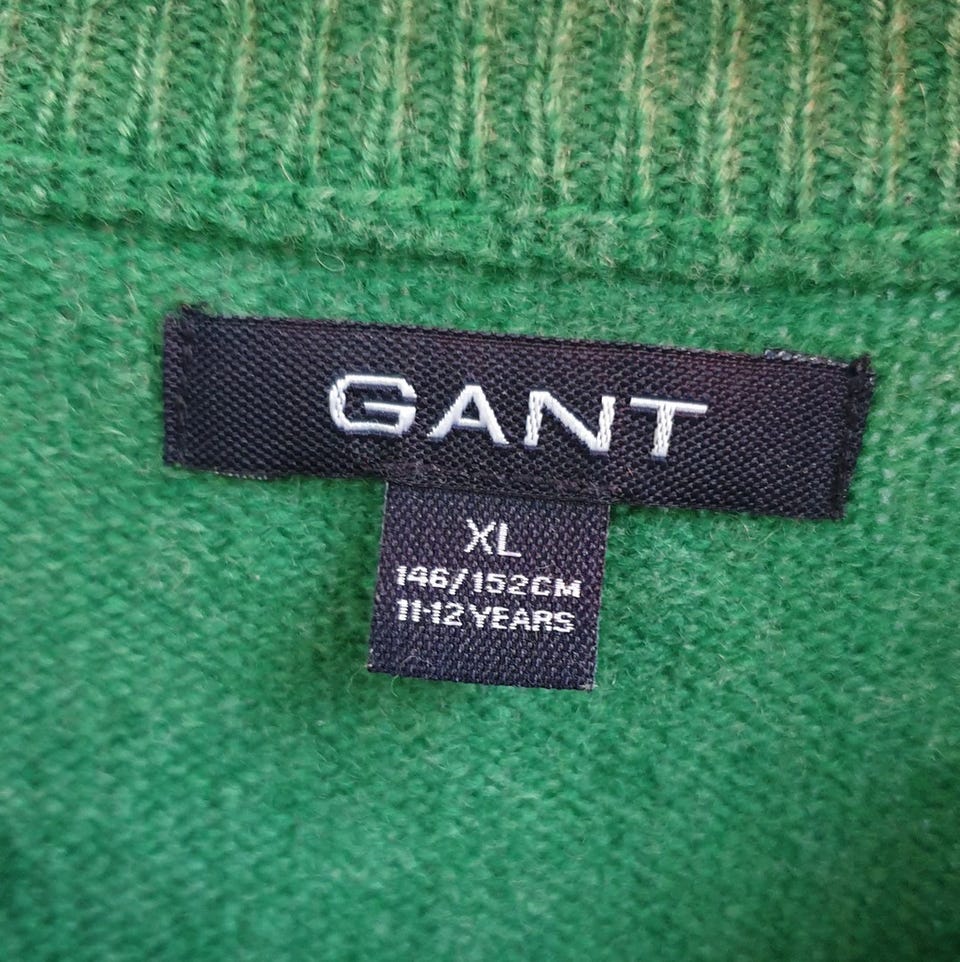 GANT
XL
146/152CM
11-12 YEARS